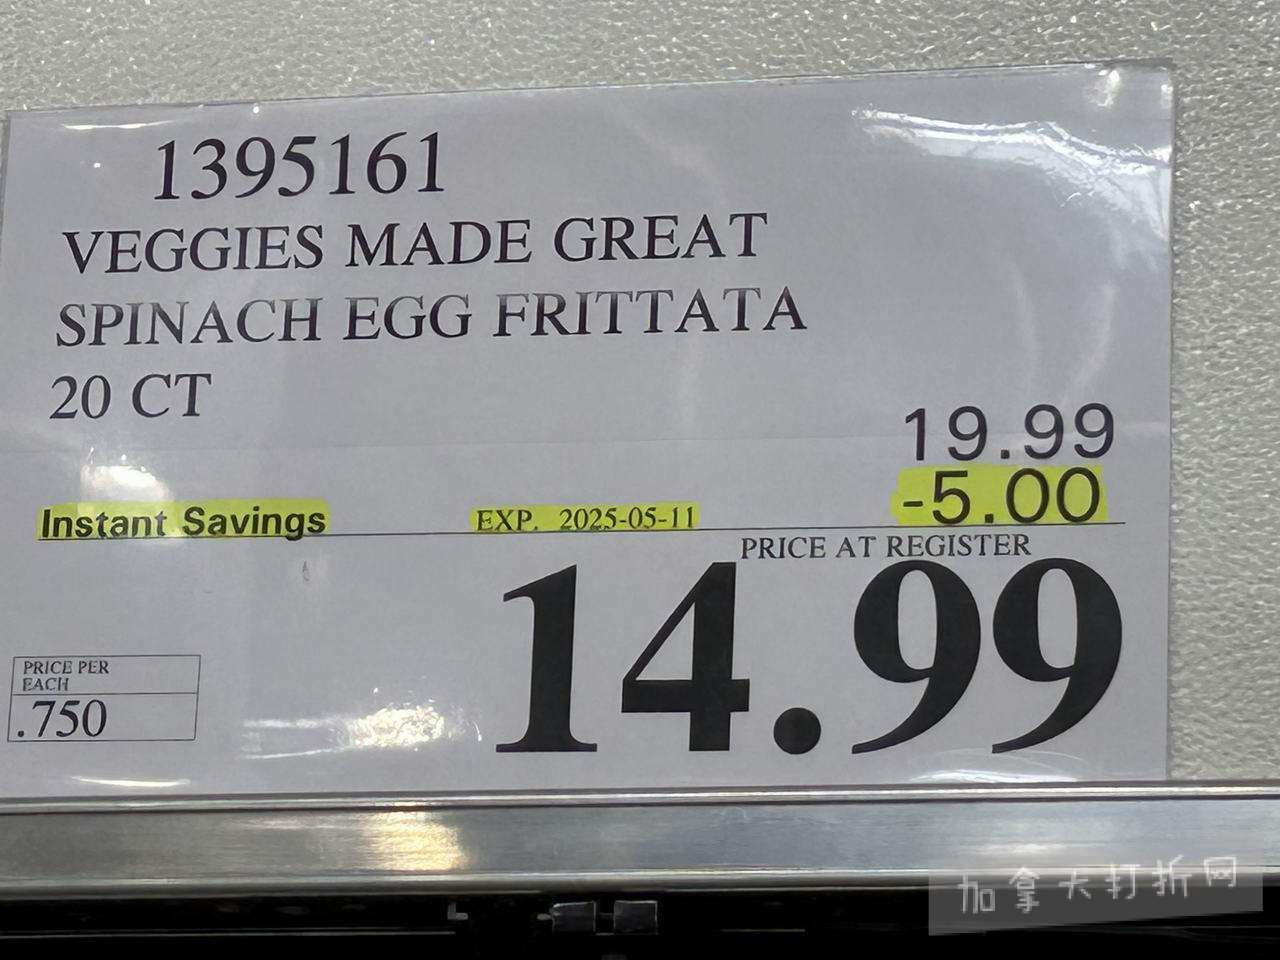 1395161
VEGGIES MADE GREAT
SPINACH EGG FRITTATA
20 CT
19.99
Instant Savings EXP. 2025-05-11 -5.00
PRICE AT REGISTER
14.99
PRICE PER
EACH
.750
加拿大打折网